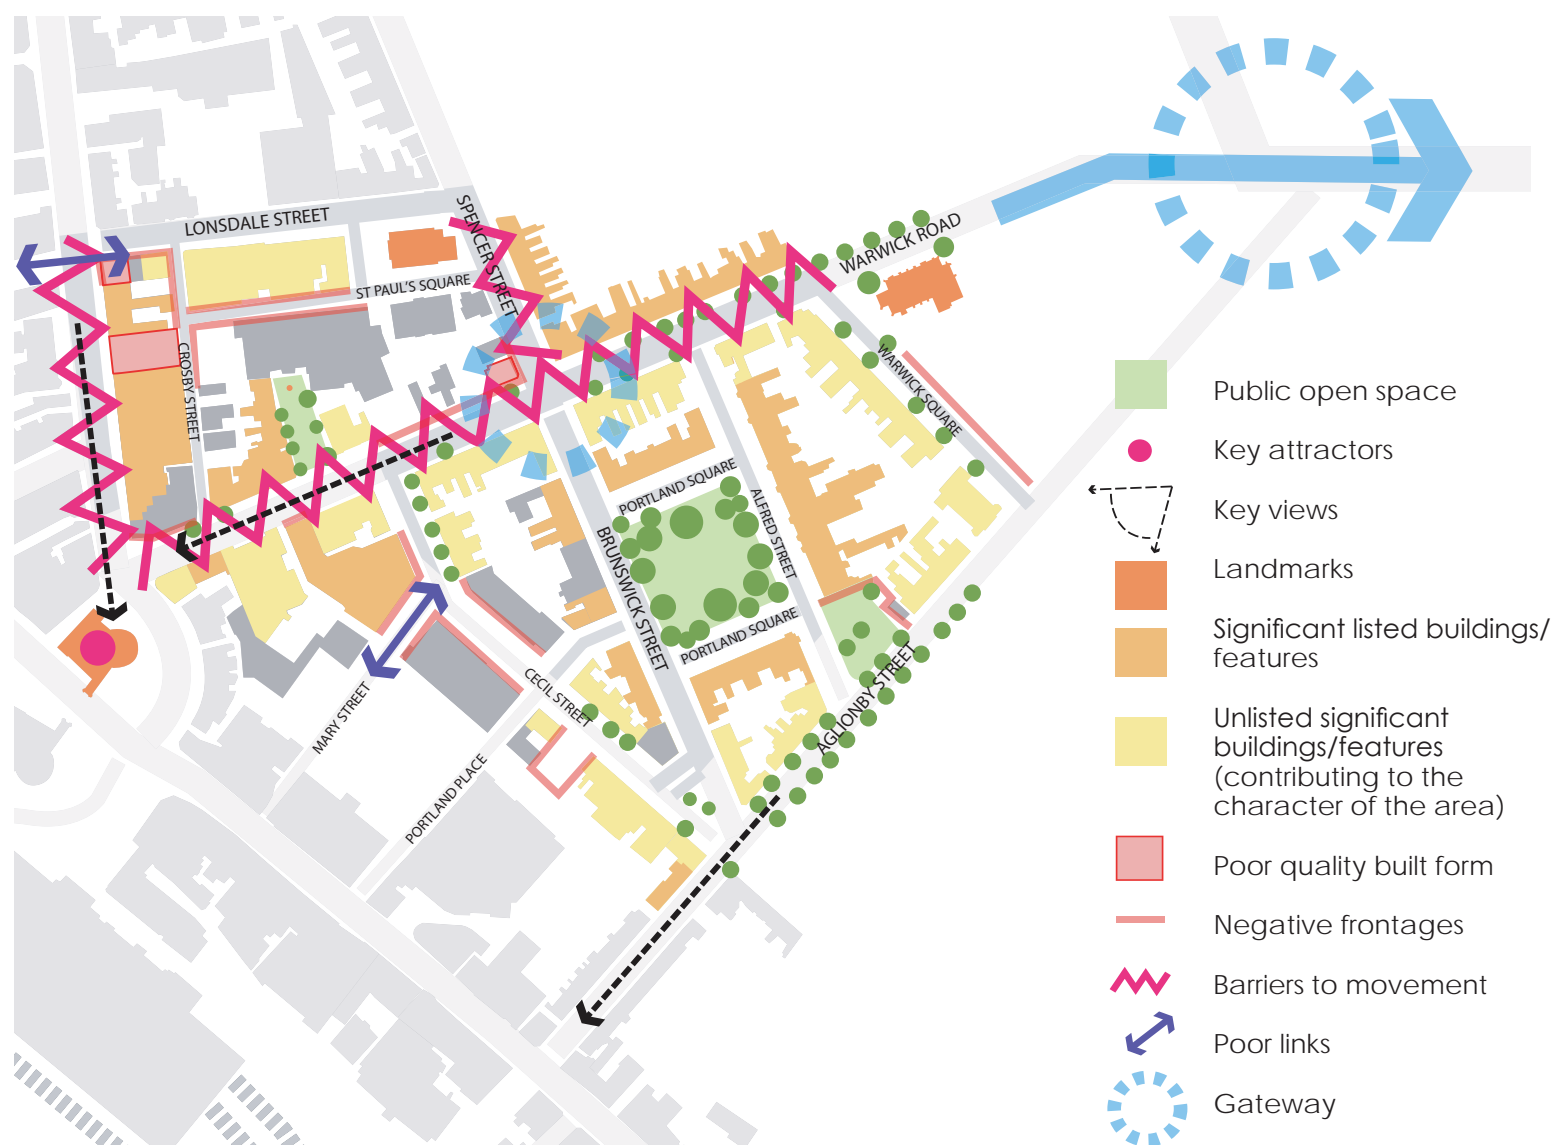 LONSDALE STREET
SPENCER STREET
ST PAUL'S SQUARE
CROSBY STREET
WARWICK ROAD
WARWICK SQUARE
PORTLAND SQUARE
ALFRED STREET
BRUNSWICK STREET
PORTLAND SQUARE
CECIL STREET
MARY STREET
PORTLAND PLACE
AGLIONBY STREET
Public open space
Key attractors
Key views
Landmarks
Significant listed buildings/
features
Unlisted significant
buildings/features
(contributing to the
character of the area)
Poor quality built form
Negative frontages
Barriers to movement
Poor links
Gateway